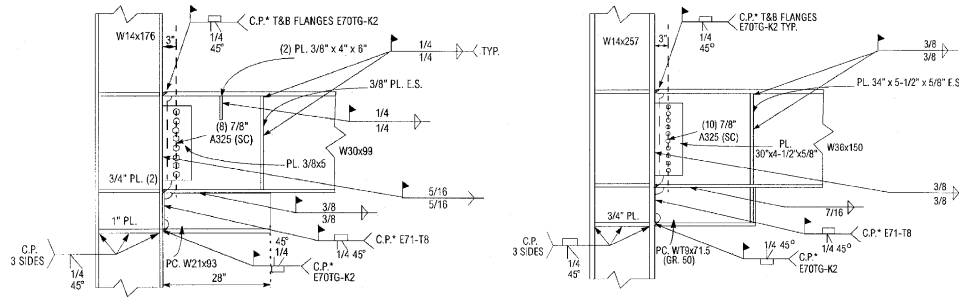 C.P.* T&B FLANGES
E70TG-K2
1/4
45°
W14x176
3"
(2) PL. 3/8" x 4" x 6"
1/4
1/4
TYP.
3/8" PL. E.S.
1/4
1/4
(8) 7/8"
A325 (SC)
W30x99
PL. 3/8x5
3/4" PL. (2)
5/16
5/16
1" PL.
3/8
3/8
C.P.* E71-T8
1/4
45°
C.P.
3 SIDES
1/4
45°
PC. W21x93
45°
1/4
C.P.*
E70TG-K2
28"
C.P.* T&B FLANGES
E70TG-K2 TYP.
1/4
45°
W14x257
3"
3/8
3/8
PL. 34" x 5-1/2" x 5/8" E.S.
(10) 7/8"
A325 (SC)
PL.
30"x4-1/2"x5/8"
W36x150
3/8
3/8
3/4" PL.
7/16
C.P.* E71-T8
1/4
45°
C.P.
3 SIDES
1/4
45°
PC. WT9x71.5
(GR. 50)
1/4 45°
C.P.*
E70TG-K2